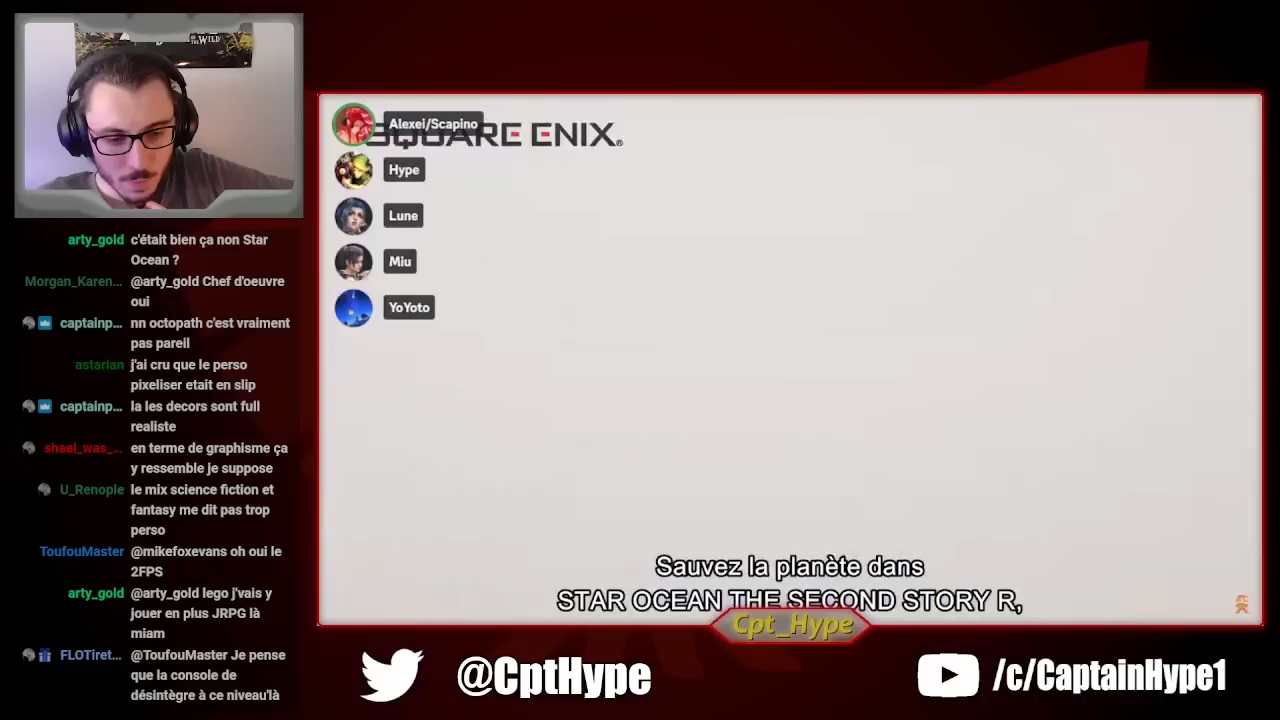 OF THE WILD
arty_gold c'était bien ça non Star
Ocean ?
Morgan_Karen... @arty_gold Chef d'oeuvre
oui
captainp... nn octopath c'est vraiment
pas pareil
astarian j'ai cru que le perso
pixeliser etait en slip
captainp... la les decors sont full
realiste
shael_was_... en terme de graphisme ça
y ressemble je suppose
U_Renople le mix science fiction et
fantasy me dit pas trop
perso
ToufouMaster @mikefoxevans oh oui le
2FPS
arty_gold @arty_gold lego j'vais y
jouer en plus JRPG là
miam
FLOTiret... @ToufouMaster Je pense
que la console de
désintègre à ce niveau'là
Alexei/Scapino
SQUARE ENIX®
Hype
Lune
Miu
YoYoto
Sauvez la planète dans
STAR OCEAN THE SECOND STORY R,
Cpt_Hype
@CptHype
/c/CaptainHype1